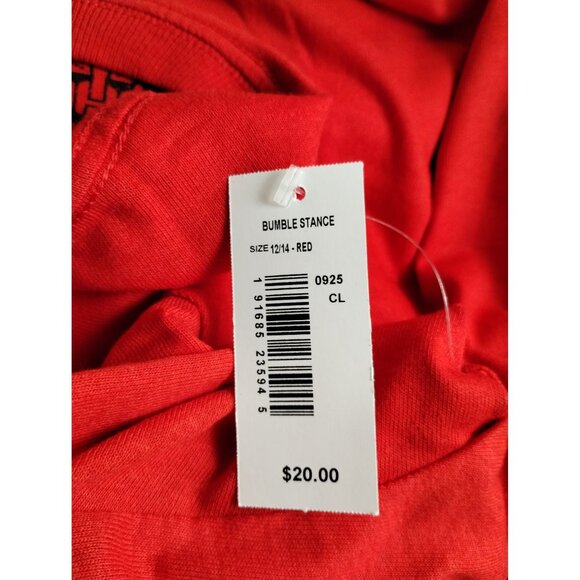 BUMBLE STANCE
SIZE 12/14 - RED
0925
CL
1 91685 23594 5
$20.00